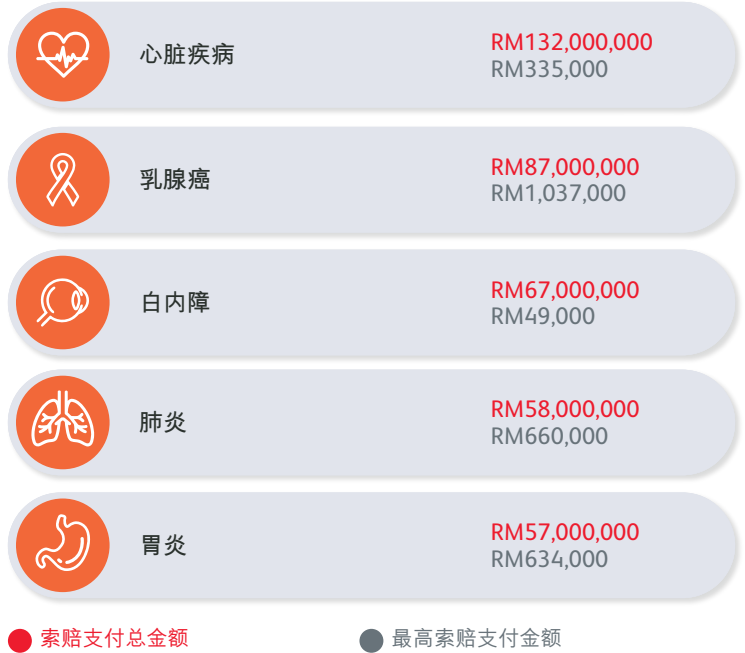 心脏疾病
RM132,000,000
RM335,000
乳腺癌
RM87,000,000
RM1,037,000
白内障
RM67,000,000
RM49,000
肺炎
RM58,000,000
RM660,000
胃炎
RM57,000,000
RM634,000
索赔支付总金额
最高索赔支付金额